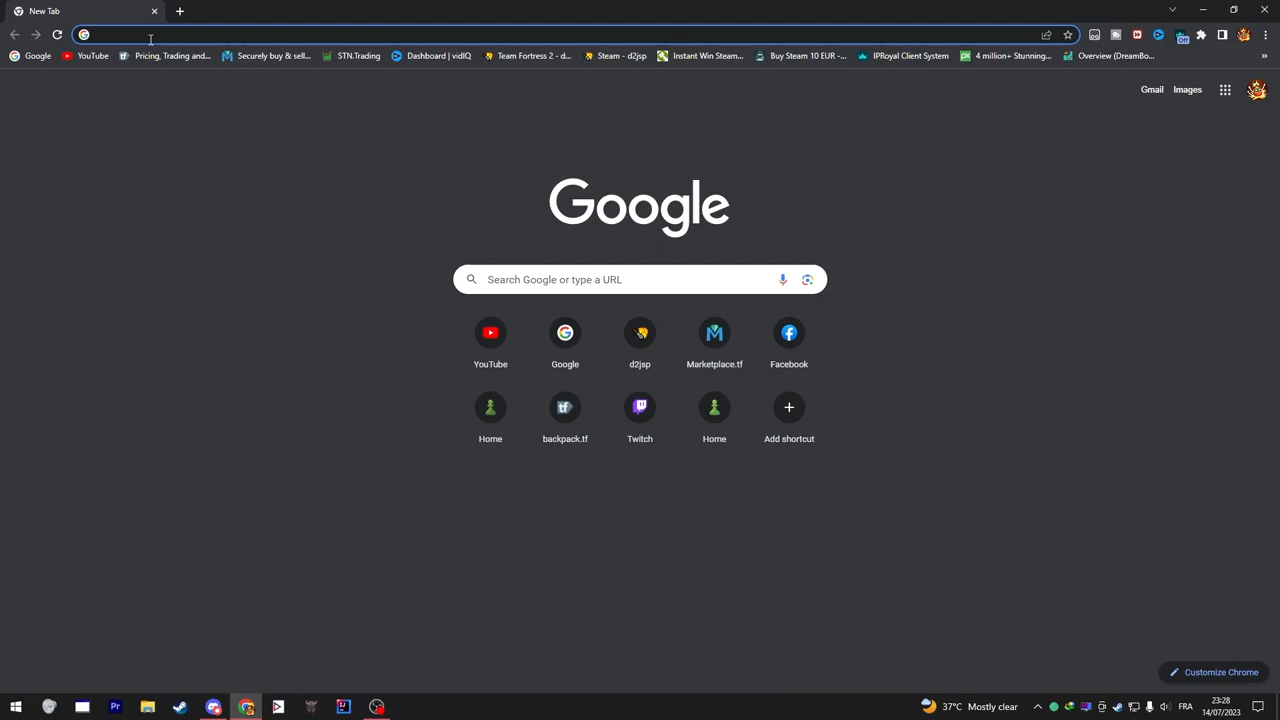 New Tab
Google YouTube Pricing, Trading and... Securely buy & sell... STN.Trading Dashboard | vidIQ Team Fortress 2 - d... Steam - d2jsp Instant Win Steam... Buy Steam 10 EUR -... IPRoyal Client System 4 million+ Stunning... Overview (DreamBo... »
Off
Gmail Images
Google
Search Google or type a URL
YouTube Google d2jsp Marketplace.tf Facebook
Home backpack.tf Twitch Home Add shortcut
Customize Chrome
37°C Mostly clear FRA 23:28
14/07/2023